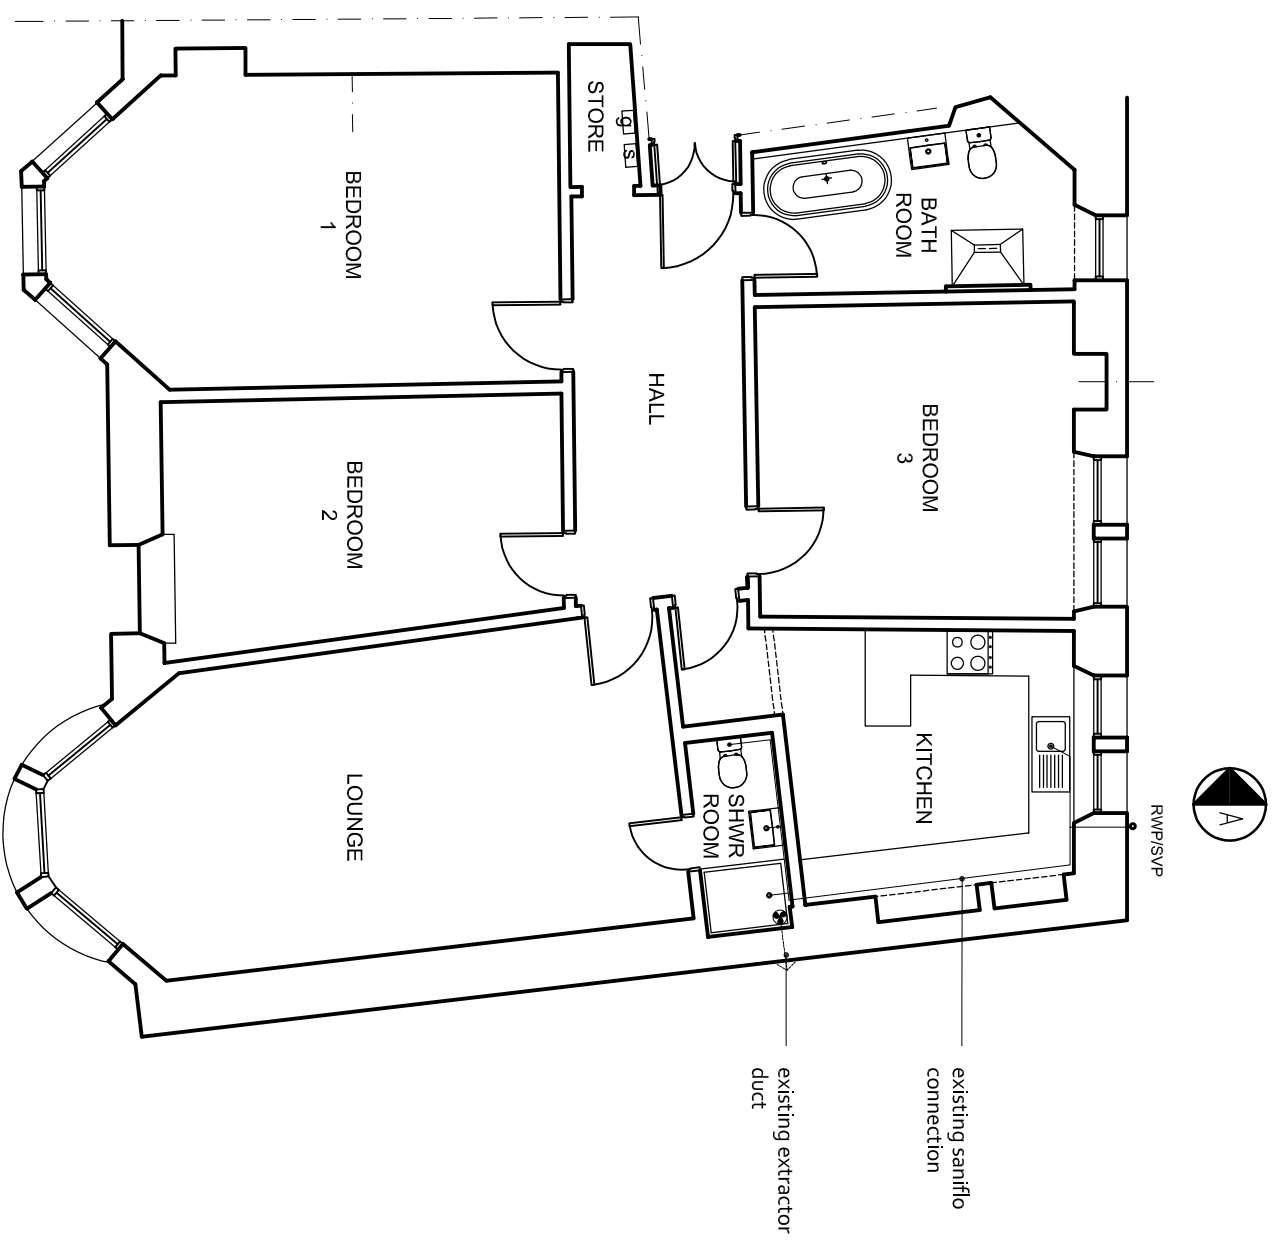 RWP/SVP
A
STORE
g
s
BATH
ROOM
BEDROOM
1
HALL
BEDROOM
3
BEDROOM
2
KITCHEN
SHWR
ROOM
LOUNGE
existing saniflo
connection
existing extractor
duct